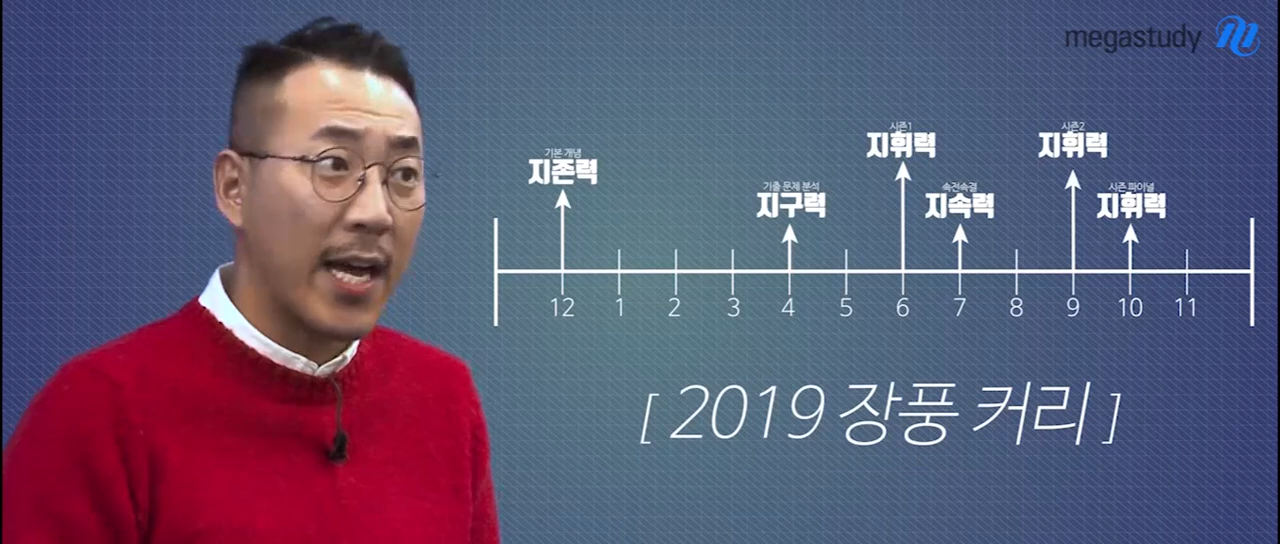 megastudy
시즌1
지휘력
시즌2
지휘력
기본 개념
지존력
기출 문제 분석
지구력
속전속결
지속력
시즌 파이널
지휘력
12 1 2 3 4 5 6 7 8 9 10 11
[ 2019 장풍 커리 ]